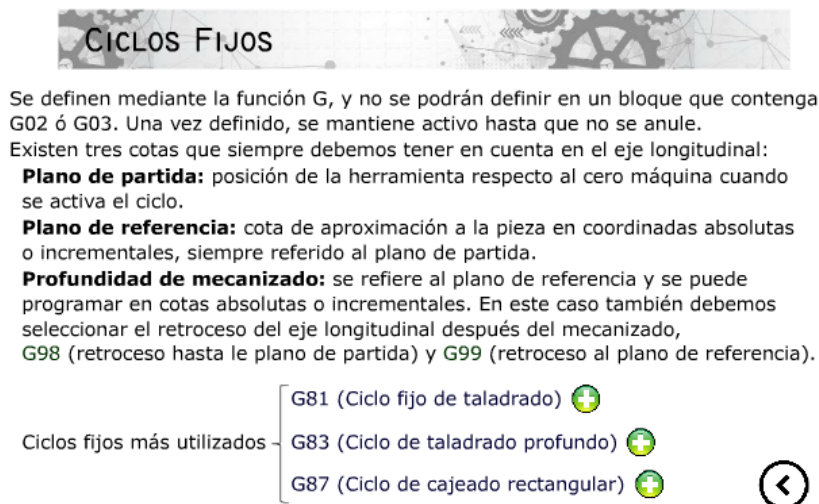 CICLOS FIJOS
Se definen mediante la función G, y no se podrán definir en un bloque que contenga
G02 ó G03. Una vez definido, se mantiene activo hasta que no se anule.
Existen tres cotas que siempre debemos tener en cuenta en el eje longitudinal:
Plano de partida: posición de la herramienta respecto al cero máquina cuando
se activa el ciclo.
Plano de referencia: cota de aproximación a la pieza en coordinadas absolutas
o incrementales, siempre referido al plano de partida.
Profundidad de mecanizado: se refiere al plano de referencia y se puede
programar en cotas absolutas o incrementales. En este caso también debemos
seleccionar el retroceso del eje longitudinal después del mecanizado,
G98 (retroceso hasta le plano de partida) y G99 (retroceso al plano de referencia).
G81 (Ciclo fijo de taladrado)
Ciclos fijos más utilizados
G83 (Ciclo de taladrado profundo)
G87 (Ciclo de cajeado rectangular)